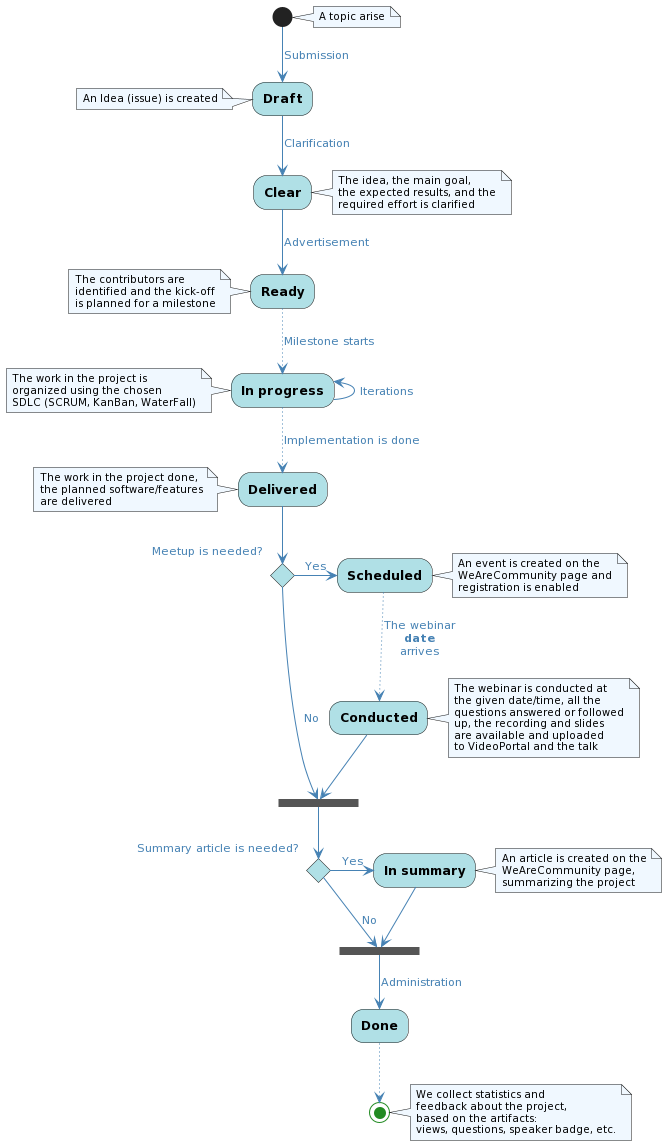 A topic arise
Submission
An Idea (issue) is created
Draft
Clarification
Clear
The idea, the main goal,
the expected results, and the
required effort is clarified
Advertisement
The contributors are
identified and the kick-off
is planned for a milestone
Ready
Milestone starts
The work in the project is
organized using the chosen
SDLC (SCRUM, KanBan, WaterFall)
In progress
Iterations
Implementation is done
The work in the project done,
the planned software/features
are delivered
Delivered
Meetup is needed?
Yes
Scheduled
An event is created on the
WeAreCommunity page and
registration is enabled
The webinar
date
arrives
No
Conducted
The webinar is conducted at
the given date/time, all the
questions answered or followed
up, the recording and slides
are available and uploaded
to VideoPortal and the talk
Summary article is needed?
Yes
In summary
An article is created on the
WeAreCommunity page,
summarizing the project
No
Administration
Done
We collect statistics and
feedback about the project,
based on the artifacts:
views, questions, speaker badge, etc.